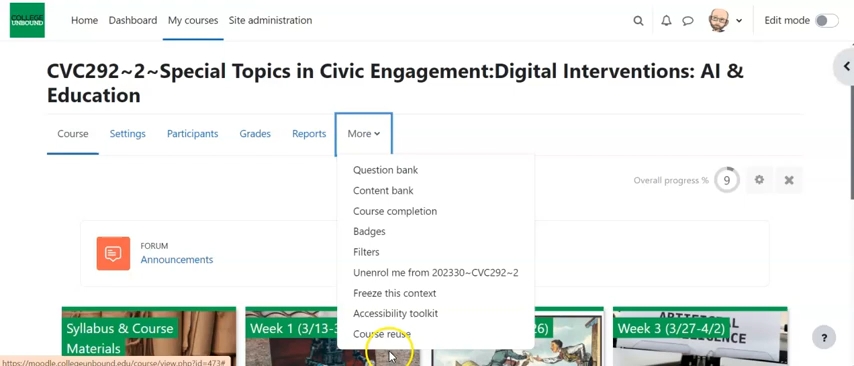 COLLEGE
UNBOUND
Home Dashboard My courses Site administration
Edit mode
CVC292~2~Special Topics in Civic Engagement:Digital Interventions: AI &
Education
Course Settings Participants Grades Reports More
Question bank
Content bank
Course completion
Badges
Filters
Unenrol me from 202330~CVC292~2
Freeze this context
Accessibility toolkit
Course reuse
Overall progress % 9
FORUM
Announcements
Syllabus & Course
Materials
Week 1 (3/13-
26)
Week 3 (3/27-4/2)
?
https://moodle.collegeunbound.edu/course/view.php?id=473#